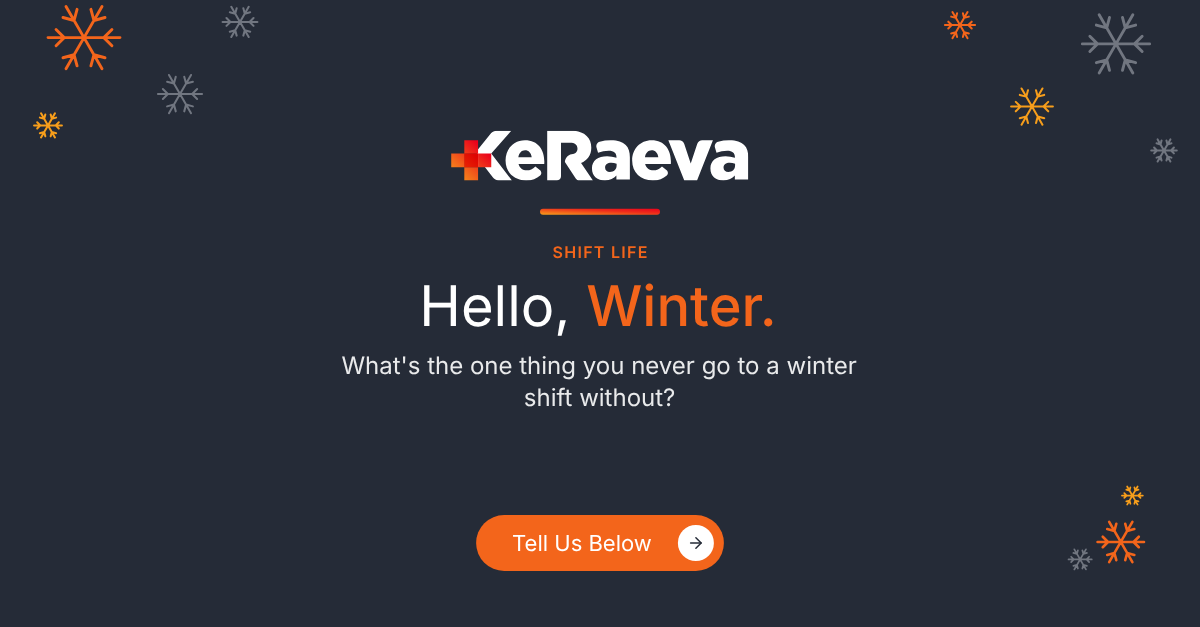 KeRaeva
SHIFT LIFE
Hello, Winter.
What's the one thing you never go to a winter
shift without?
Tell Us Below